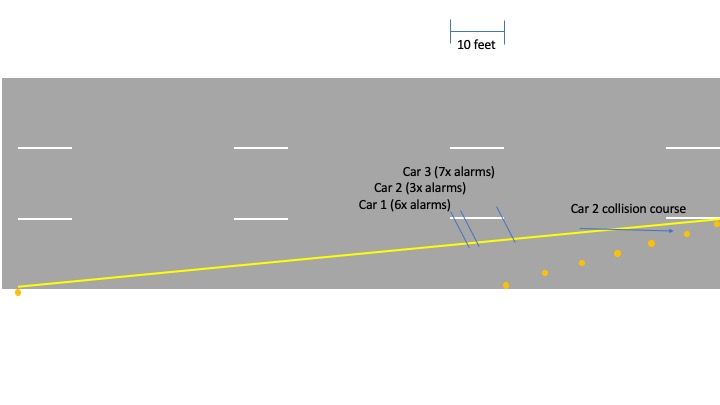 10 feet
Car 3 (7x alarms)
Car 2 (3x alarms)
Car 1 (6x alarms)
Car 2 collision course